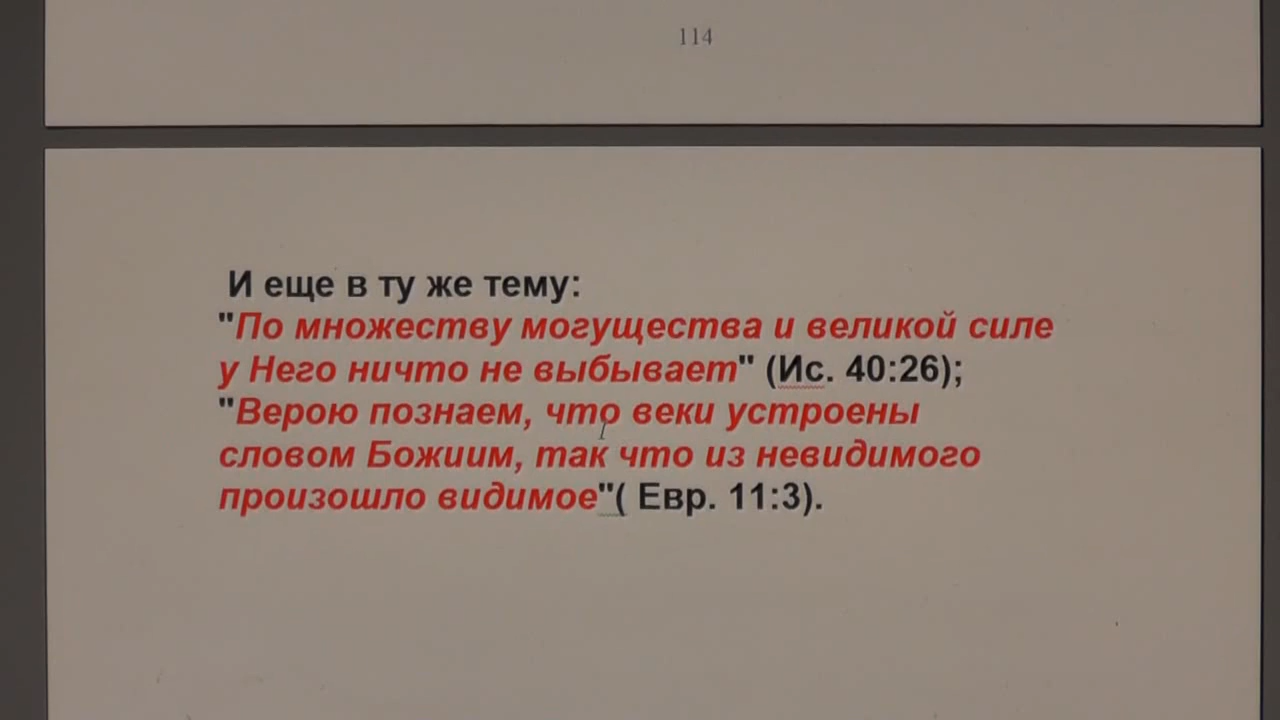 114
И еще в ту же тему:
"По множеству могущества и великой силе
у Него ничто не выбывает" (Ис. 40:26);
"Верою познаем, что веки устроены
словом Божиим, так что из невидимого
произошло видимое"( Евр. 11:3).